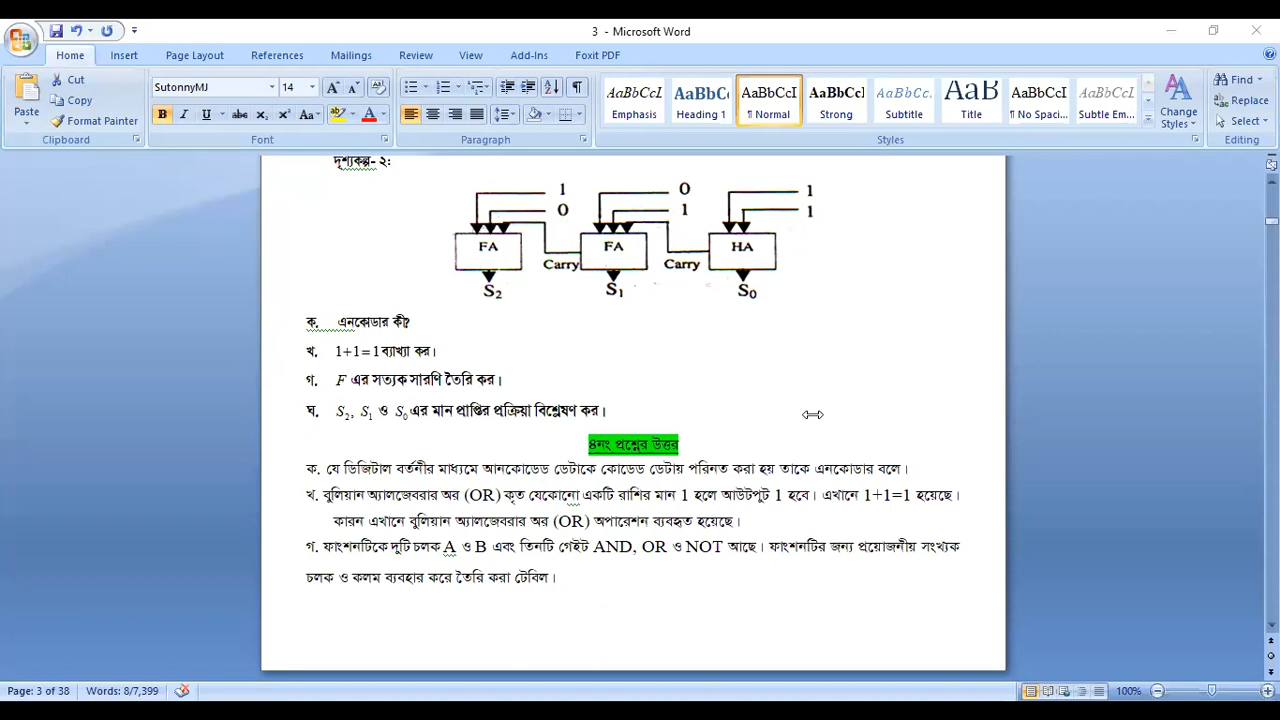 3 - Microsoft Word
Home Insert Page Layout References Mailings Review View Add-Ins Foxit PDF
Paste
Cut
Copy
Format Painter
Clipboard
SutonnyMJ 14
Font
Paragraph
AaBbCcL AaBbCc AaBbCcI AaBbCcI AaBbCc. AaB AaBbCcI AaBbCcI
Emphasis Heading 1 ¶ Normal Strong Subtitle Title ¶ No Spaci... Subtle Em...
Change Styles
Styles
Find
Replace
Select
Editing
দৃশ্যকল্প- ২:
1 0 1
0 1 1
FA FA HA
Carry Carry
S2 S1 S0
ক. এনকোডার কী?
খ. 1+1=1ব্যাখ্যা কর।
গ. F এর সত্যক সারণি তৈরি কর।
ঘ. S2, S1 ও S0এর মান প্রাপ্তির প্রক্রিয়া বিশ্লেষণ কর।
৪নং প্রশ্নের উত্তর
ক. যে ডিজিটাল বর্তনীর মাধ্যমে আনকোডেড ডেটাকে কোডেড ডেটায় পরিনত করা হয় তাকে এনকোডার বলে।
খ. বুলিয়ান অ্যালজেবরার অর (OR) কৃত যেকোনো একটি রাশির মান 1 হলে আউটপুট 1 হবে। এখানে 1+1=1 হয়েছে।
কারন এখানে বুলিয়ান অ্যালজেবরার অর (OR) অপারেশন ব্যবহৃত হয়েছে।
গ. ফাংশনটিকে দুটি চলক A ও B এবং তিনটি গেইট AND, OR ও NOT আছে। ফাংশনটির জন্য প্রয়োজনীয় সংখ্যক
চলক ও কলম ব্যবহার করে তৈরি করা টেবিল।
Page: 3 of 38 Words: 8/7,399 100%